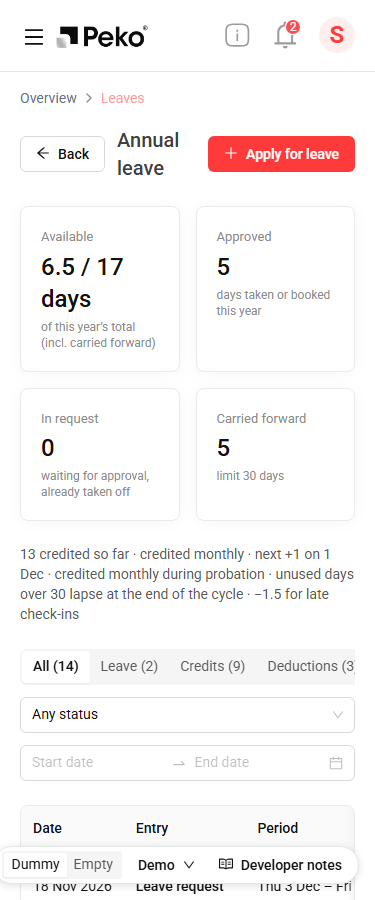 Peko
2
S
Overview > Leaves
Back
Annual leave
Apply for leave
Available
6.5 / 17
days
of this year's total
(incl. carried forward)
Approved
5
days taken or booked
this year
In request
0
waiting for approval,
already taken off
Carried forward
5
limit 30 days
13 credited so far · credited monthly · next +1 on 1
Dec · credited monthly during probation · unused days
over 30 lapse at the end of the cycle · −1.5 for late
check-ins
All (14) Leave (2) Credits (9) Deductions (3)
Any status
Start date → End date
Date Entry Period
Dummy Empty Demo Developer notes
18 Nov 2026 Leave request Thu 3 Dec – Fri